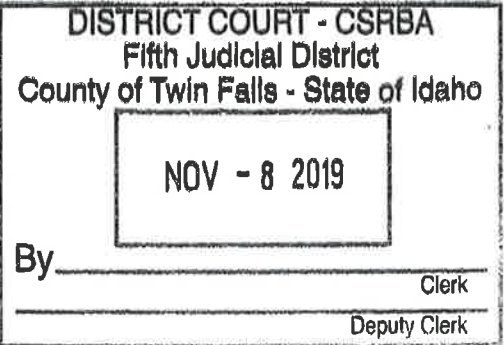 DISTRICT COURT - CSRBA
Fifth Judicial District
County of Twin Falls - State of Idaho
NOV - 8 2019
By
Clerk
Deputy Clerk